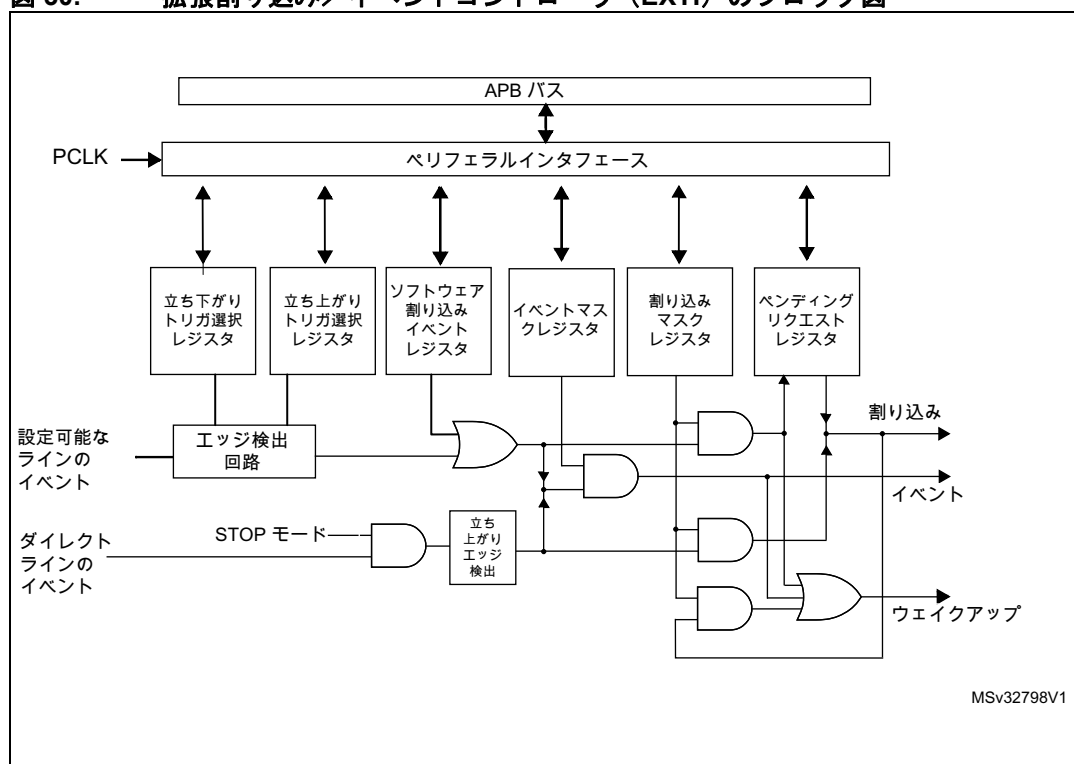 図 30. 拡張割り込み／イベントコントローラ（EXTI）のブロック図
APB バス
PCLK
ペリフェラルインタフェース
立ち下がり
トリガ選択
レジスタ
立ち上がり
トリガ選択
レジスタ
ソフトウェア
割り込み
イベント
レジスタ
イベントマス
クレジスタ
割り込み
マスク
レジスタ
ペンディング
リクエスト
レジスタ
設定可能な
ラインの
イベント
エッジ検出
回路
割り込み
イベント
ダイレクト
ラインの
イベント
STOP モード
立ち
上がり
エッジ
検出
ウェイクアップ
MSv32798V1